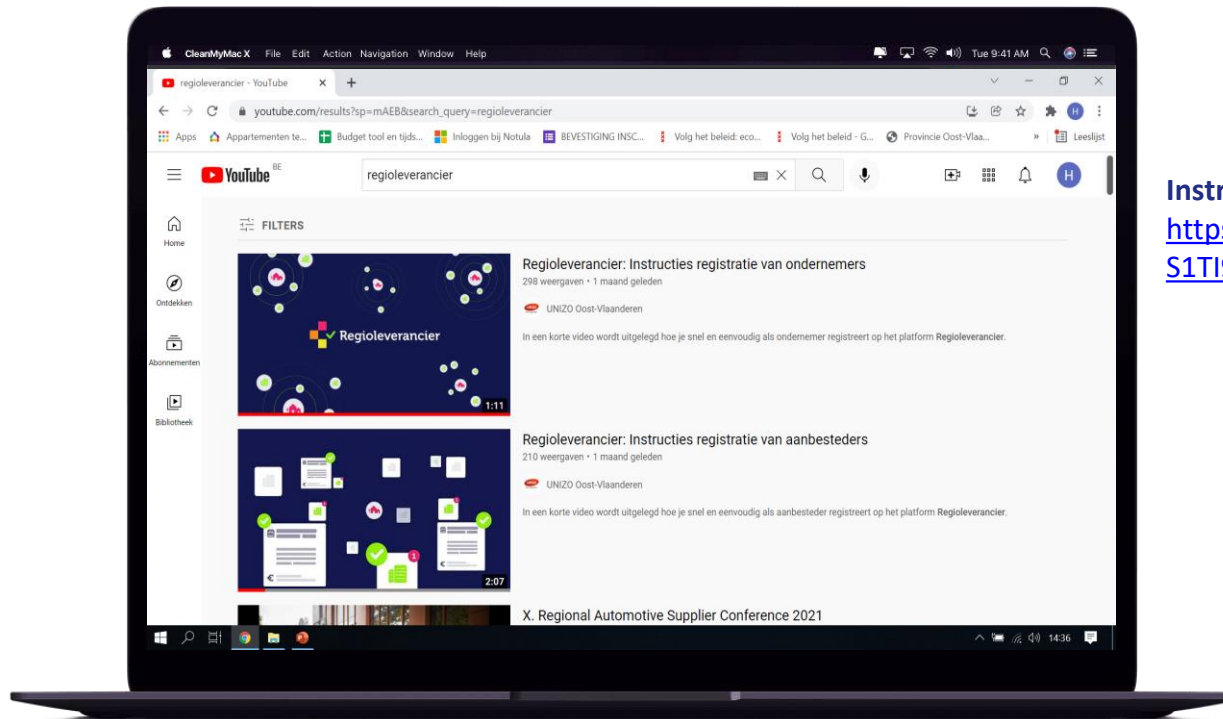 CleanMyMac X File Edit Action Navigation Window Help Tue 9:41 AM
regioleverancier - YouTube
youtube.com/results?sp=mAEB&search_query=regioleverancier
Apps Appartementen te... Budget tool en tijds... Inloggen bij Notula BEVESTIGING INSC... Volg het beleid: eco... Volg het beleid - G... Provincie Oost-Vlaa... » Leeslijst
YouTube BE regioleverancier H
FILTERS
Home
Ontdekken
Abonnementen
Bibliotheek
Regioleverancier
1:11
Regioleverancier: Instructies registratie van ondernemers
298 weergaven • 1 maand geleden
UNIZO Oost-Vlaanderen
In een korte video wordt uitgelegd hoe je snel en eenvoudig als ondernemer registreert op het platform Regioleverancier.
2:07
Regioleverancier: Instructies registratie van aanbesteders
210 weergaven • 1 maand geleden
UNIZO Oost-Vlaanderen
In een korte video wordt uitgelegd hoe je snel en eenvoudig als aanbesteder registreert op het platform Regioleverancier.
X. Regional Automotive Supplier Conference 2021
14:36
Instr
https
S1TI